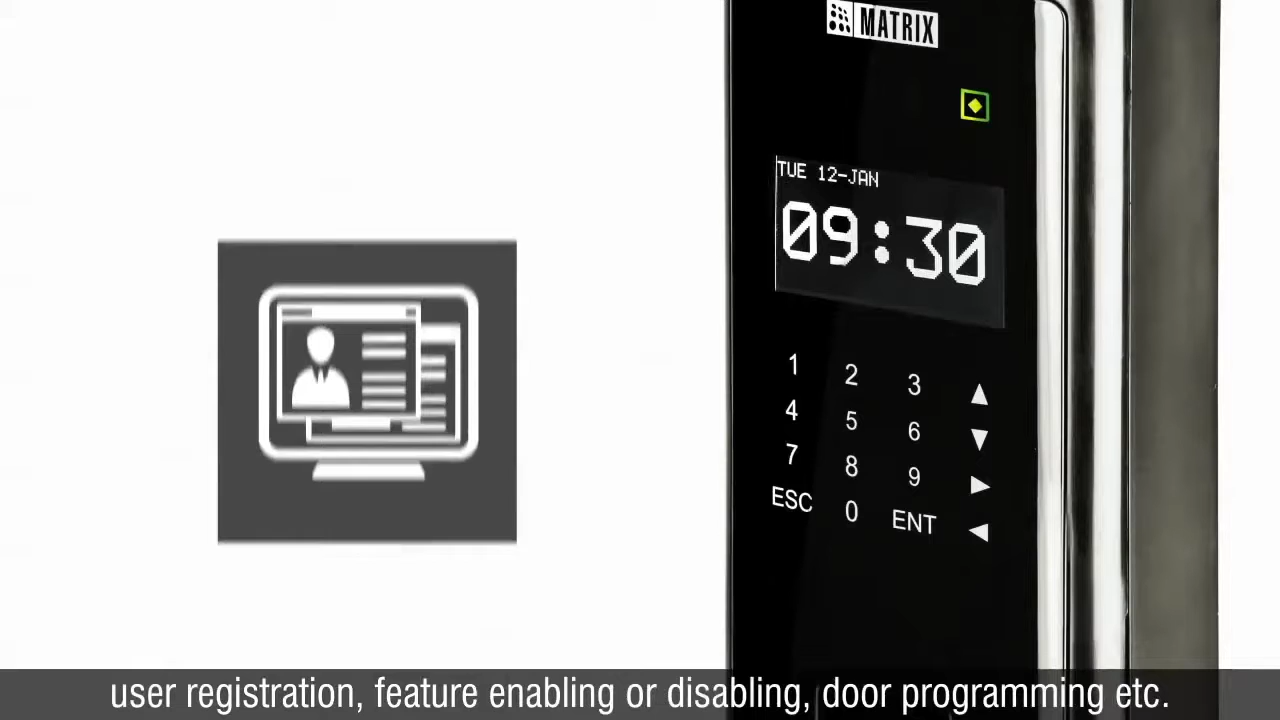 MATRIX
TUE 12-JAN
09:30
1 2 3 ▲
4 5 6 ▼
7 8 9 ▶
ESC 0 ENT ◀
user registration, feature enabling or disabling, door programming etc.